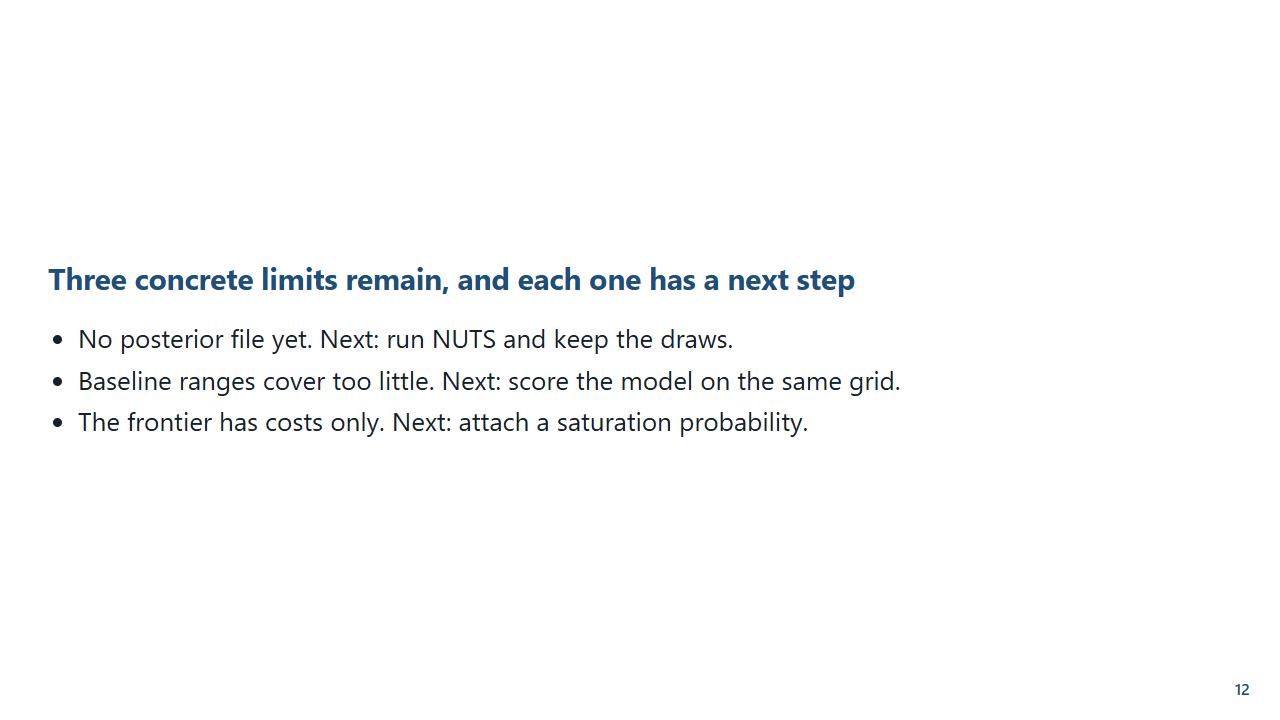 Three concrete limits remain, and each one has a next step
• No posterior file yet. Next: run NUTS and keep the draws.
• Baseline ranges cover too little. Next: score the model on the same grid.
• The frontier has costs only. Next: attach a saturation probability.
12